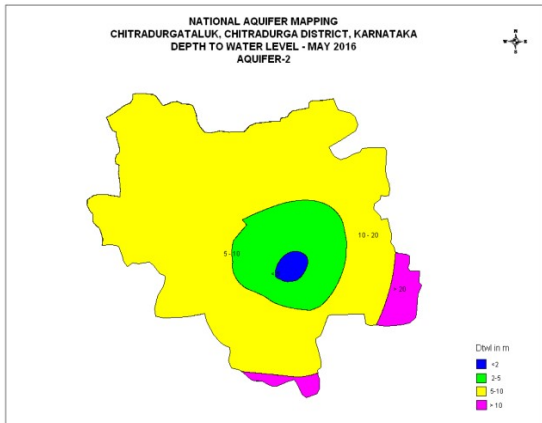 NATIONAL AQUIFER MAPPING
CHITRADURGATALUK, CHITRADURGA DISTRICT, KARNATAKA
DEPTH TO WATER LEVEL - MAY 2016
AQUIFER-2
N
W E
S
10 - 20
5 - 10
> 20
Dtwl in m
<2
2-5
5-10
> 10